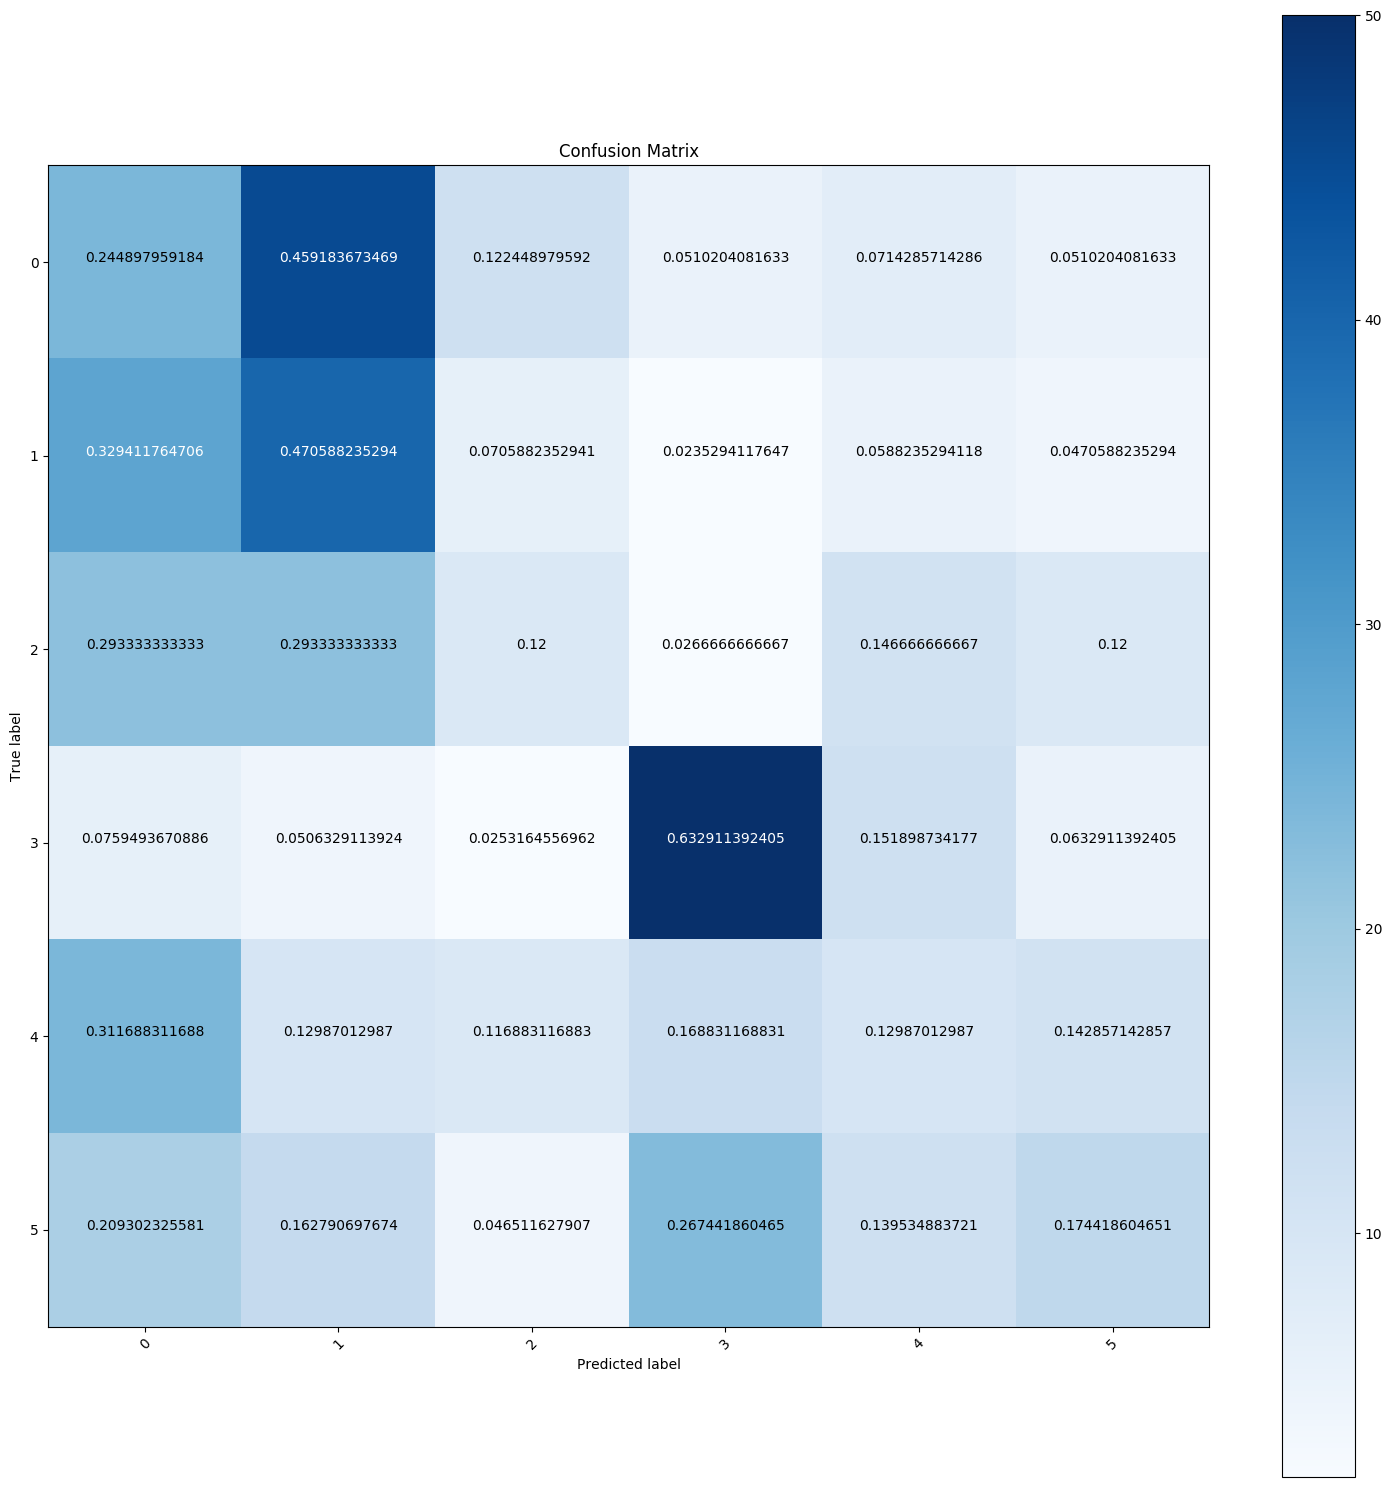 Confusion Matrix
0 0.244897959184 0.459183673469 0.122448979592 0.0510204081633 0.0714285714286 0.0510204081633
1 0.329411764706 0.470588235294 0.0705882352941 0.0235294117647 0.0588235294118 0.0470588235294
2 0.293333333333 0.293333333333 0.12 0.0266666666667 0.146666666667 0.12
3 0.0759493670886 0.0506329113924 0.0253164556962 0.632911392405 0.151898734177 0.0632911392405
4 0.311688311688 0.12987012987 0.116883116883 0.168831168831 0.12987012987 0.142857142857
5 0.209302325581 0.162790697674 0.046511627907 0.267441860465 0.139534883721 0.174418604651
0 1 2 3 4 5
Predicted label
True label
50
40
30
20
10